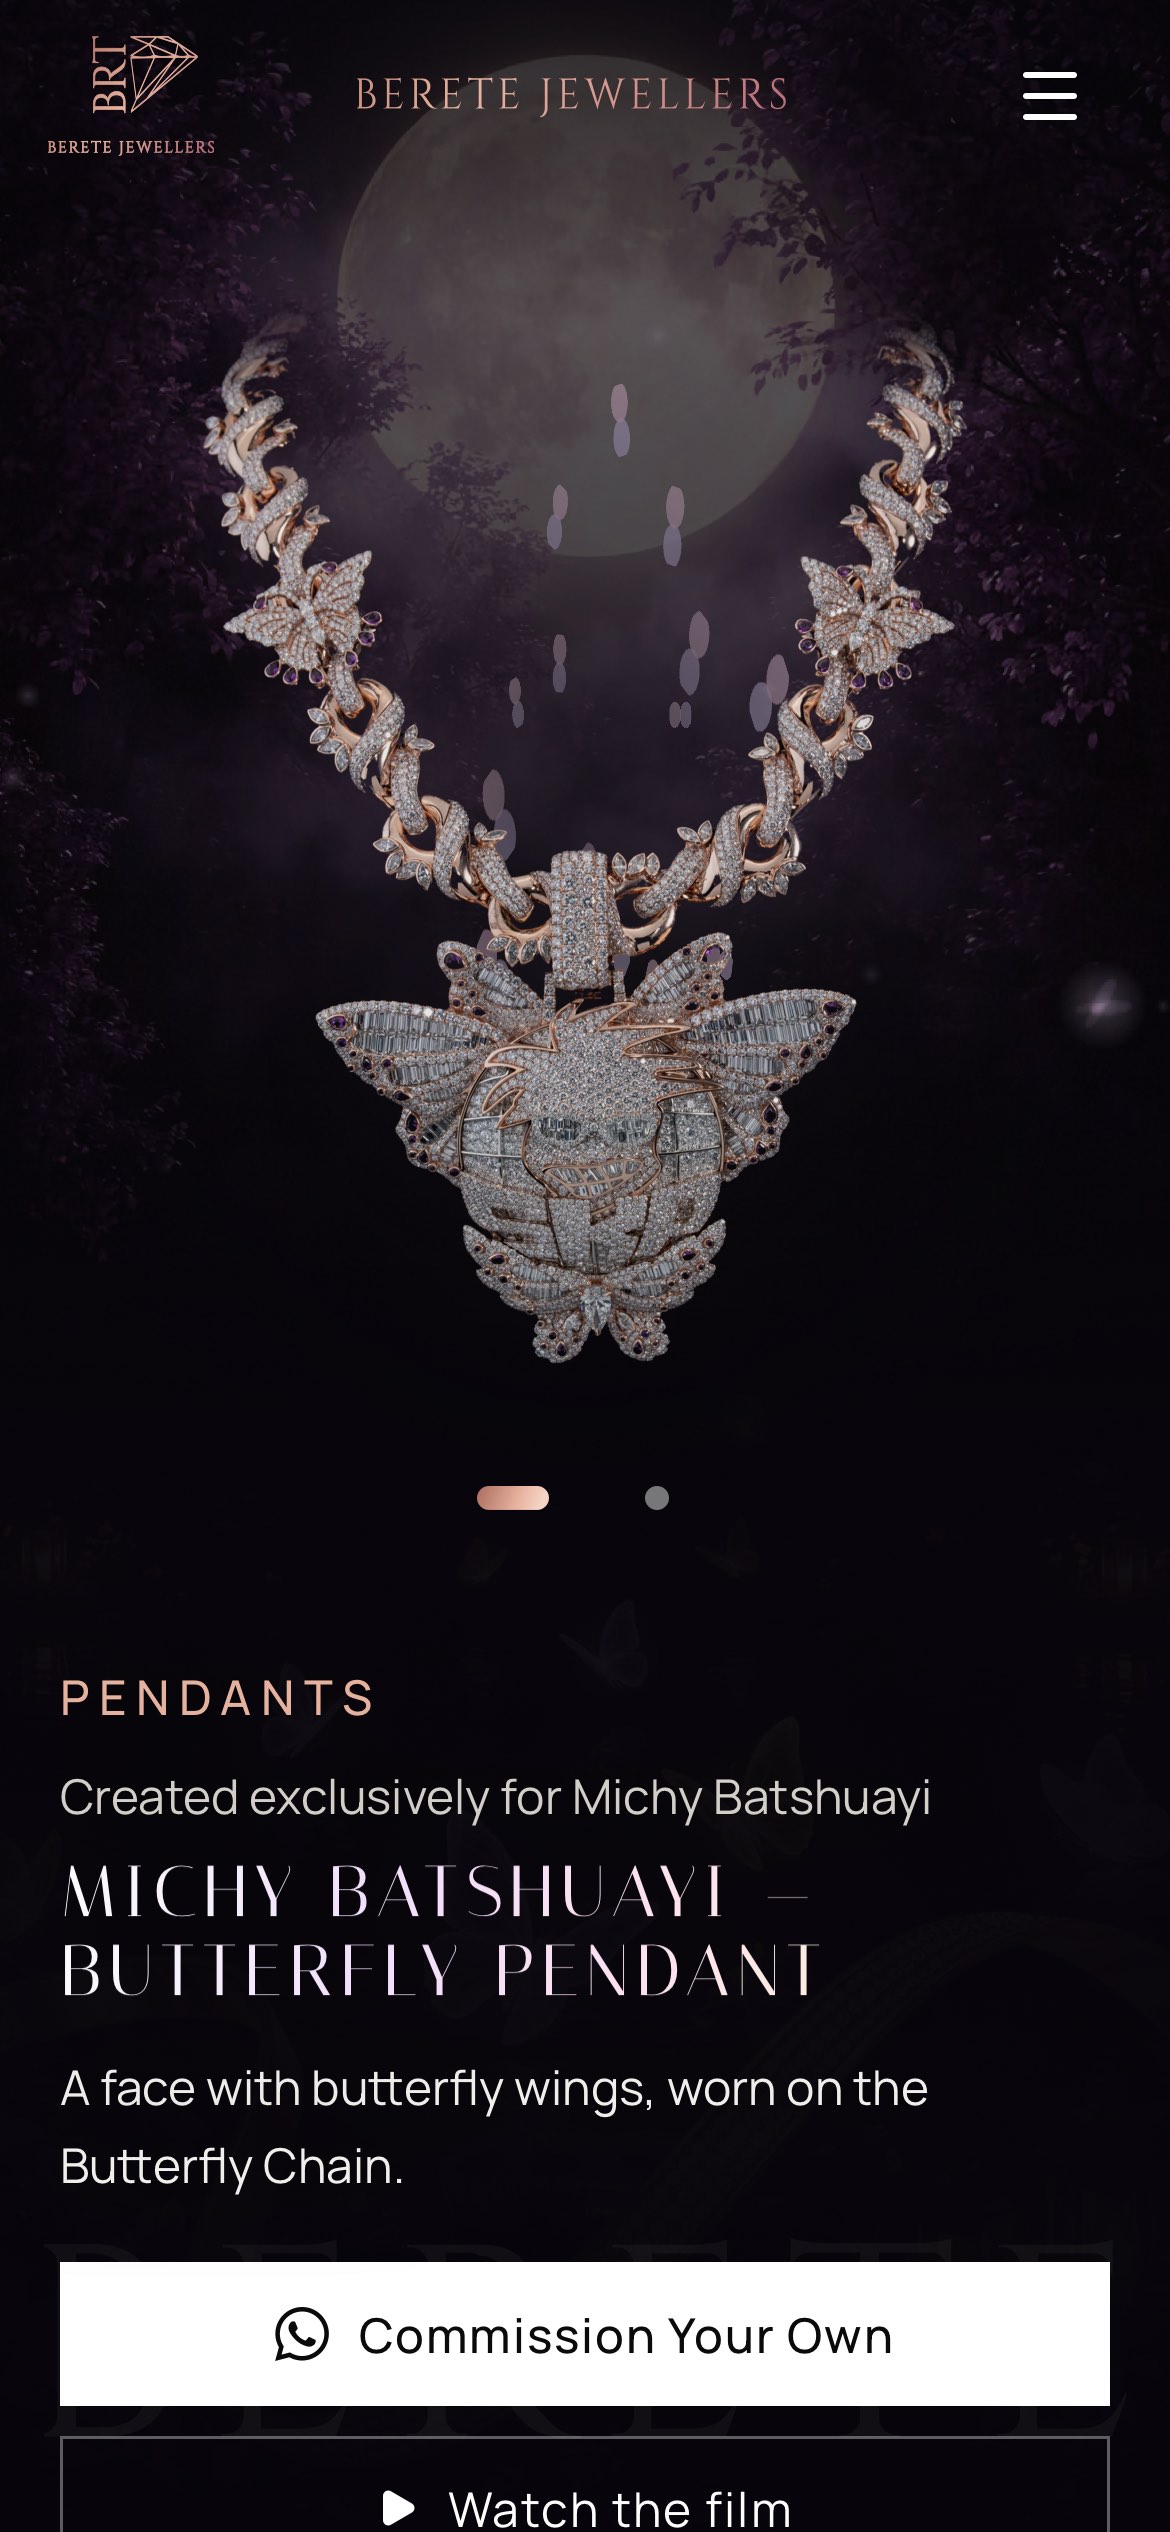 BRT
BERETE JEWELLERS
BERETE JEWELLERS
PENDANTS
Created exclusively for Michy Batshuayi
MICHY BATSHUAYI –
BUTTERFLY PENDANT
A face with butterfly wings, worn on the
Butterfly Chain.
BERETE
Commission Your Own
Watch the film